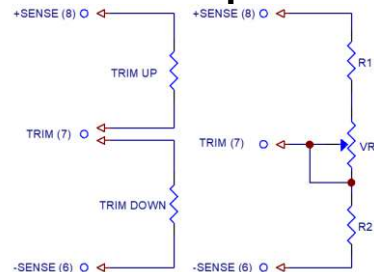 +SENSE (8)
TRIM UP
TRIM (7)
TRIM DOWN
-SENSE (6)
+SENSE (8)
R1
TRIM (7)
VR
R2
-SENSE (6)